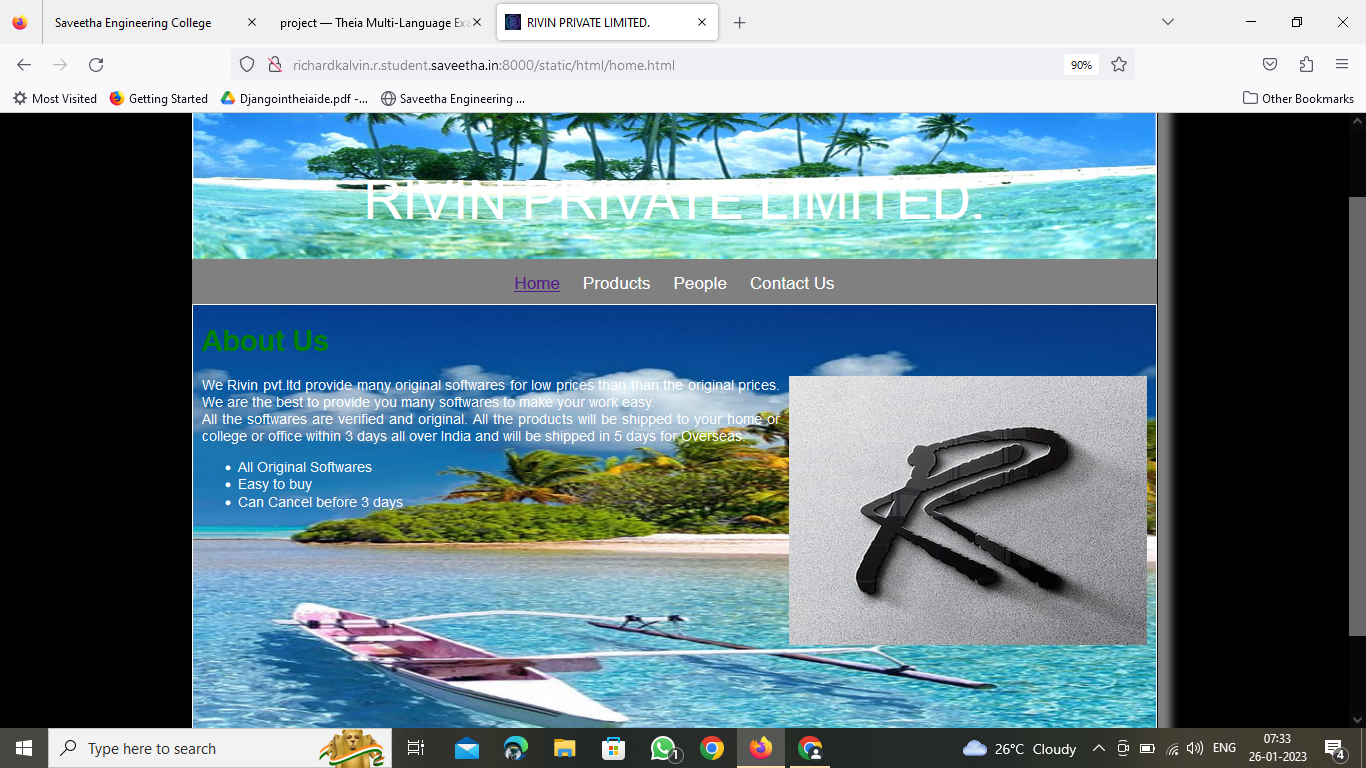 Saveetha Engineering College
project — Theia Multi-Language Exa
RIVIN PRIVATE LIMITED.
richardkalvin.r.student.saveetha.in:8000/static/html/home.html
90%
Most Visited
Getting Started
Djangointheiaide.pdf -...
Saveetha Engineering ...
Other Bookmarks
RIVIN PRIVATE LIMITED.
Home Products People Contact Us
About Us
We Rivin pvt.ltd provide many original softwares for low prices than than the original prices.
We are the best to provide you many softwares to make your work easy.
All the softwares are verified and original. All the products will be shipped to your home or
college or office within 3 days all over India and will be shipped in 5 days for Overseas.
• All Original Softwares
• Easy to buy
• Can Cancel before 3 days
R
Type here to search
1
26°C Cloudy
ENG
07:33
26-01-2023
4